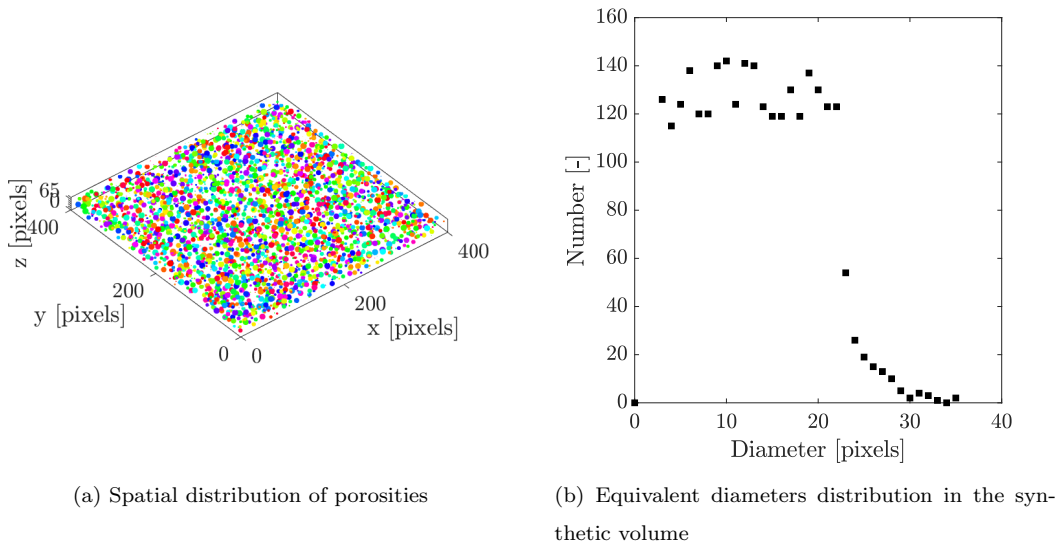 65
0
400
z [pixels]
200
y [pixels]
0
0
200
x [pixels]
400
160
140
120
100
80
60
40
20
0
Number [-]
0
10
20
30
40
Diameter [pixels]
(a) Spatial distribution of porosities
(b) Equivalent diameters distribution in the syn-
thetic volume